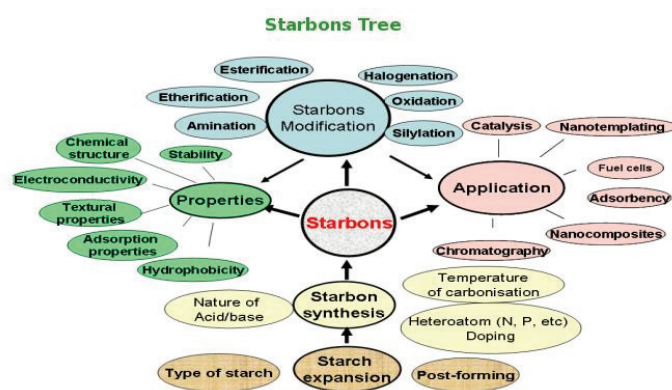 Starbons Tree
Esterification
Halogenation
Etherification
Starbons
Modification
Oxidation
Amination
Silylation
Catalysis
Nanotemplating
Chemical
structure
Stability
Electroconductivity
Properties
Textural
properties
Adsorption
properties
Hydrophobicity
Starbons
Application
Fuel cells
Adsorbency
Nanocomposites
Chromatography
Nature of
Acid/base
Starbon
synthesis
Temperature
of carbonisation
Heteroatom (N, P, etc)
Doping
Type of starch
Starch
expansion
Post-forming